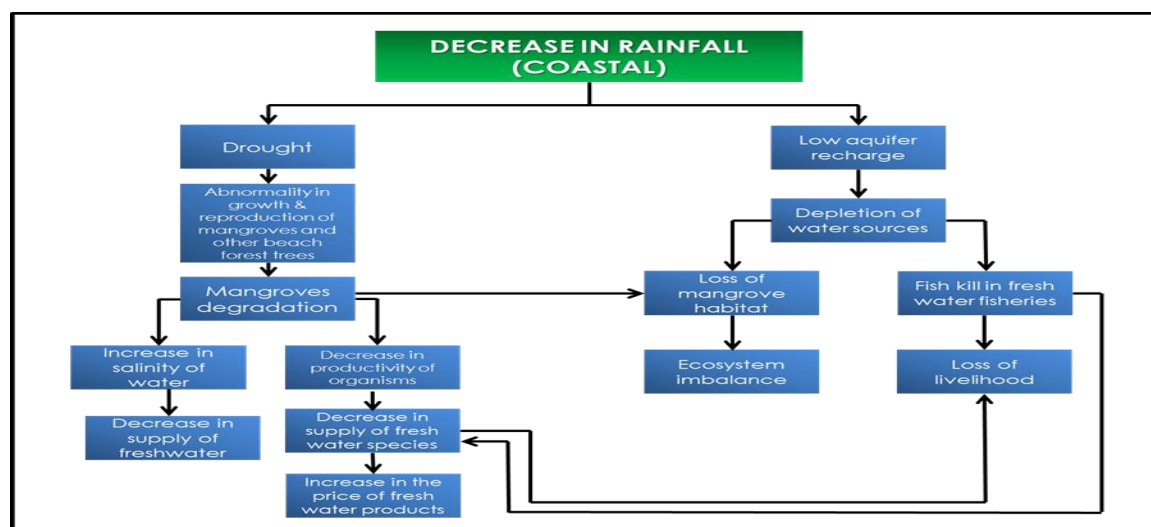 DECREASE IN RAINFALL
(COASTAL)
Drought
Low aquifer
recharge
Abnormality in
growth &
reproduction of
mangroves and
other beach
forest trees
Depletion of
water sources
Mangroves
degradation
Loss of
mangrove
habitat
Fish kill in fresh
water fisheries
Increase in
salinity of
water
Decrease in
productivity of
organisms
Ecosystem
imbalance
Loss of
livelihood
Decrease in
supply of
freshwater
Decrease in
supply of fresh
water species
Increase in the
price of fresh
water products